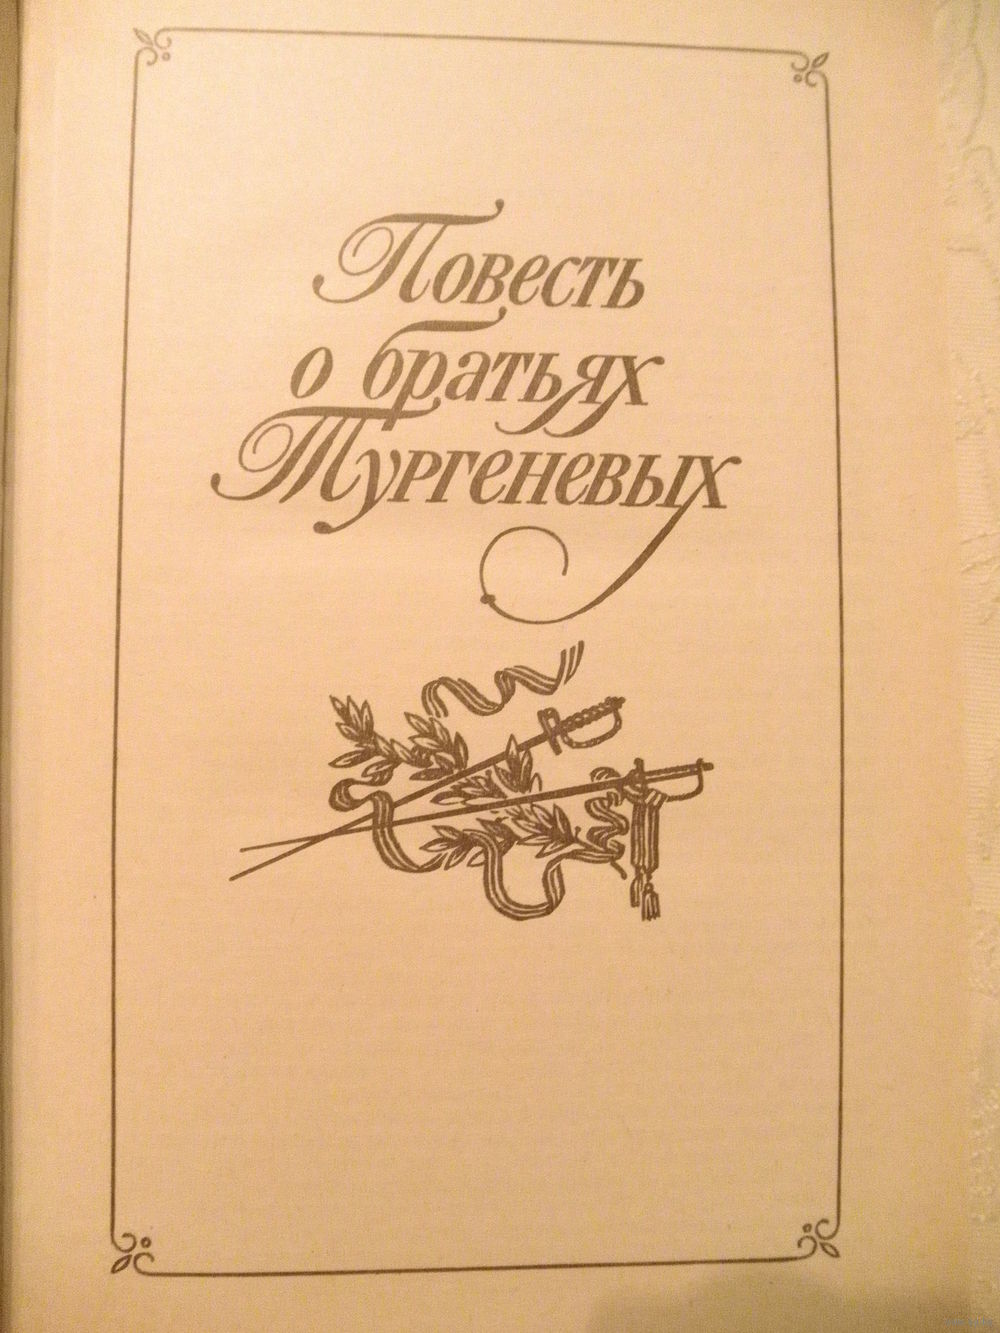 Повесть
о братьях
Тургеневых